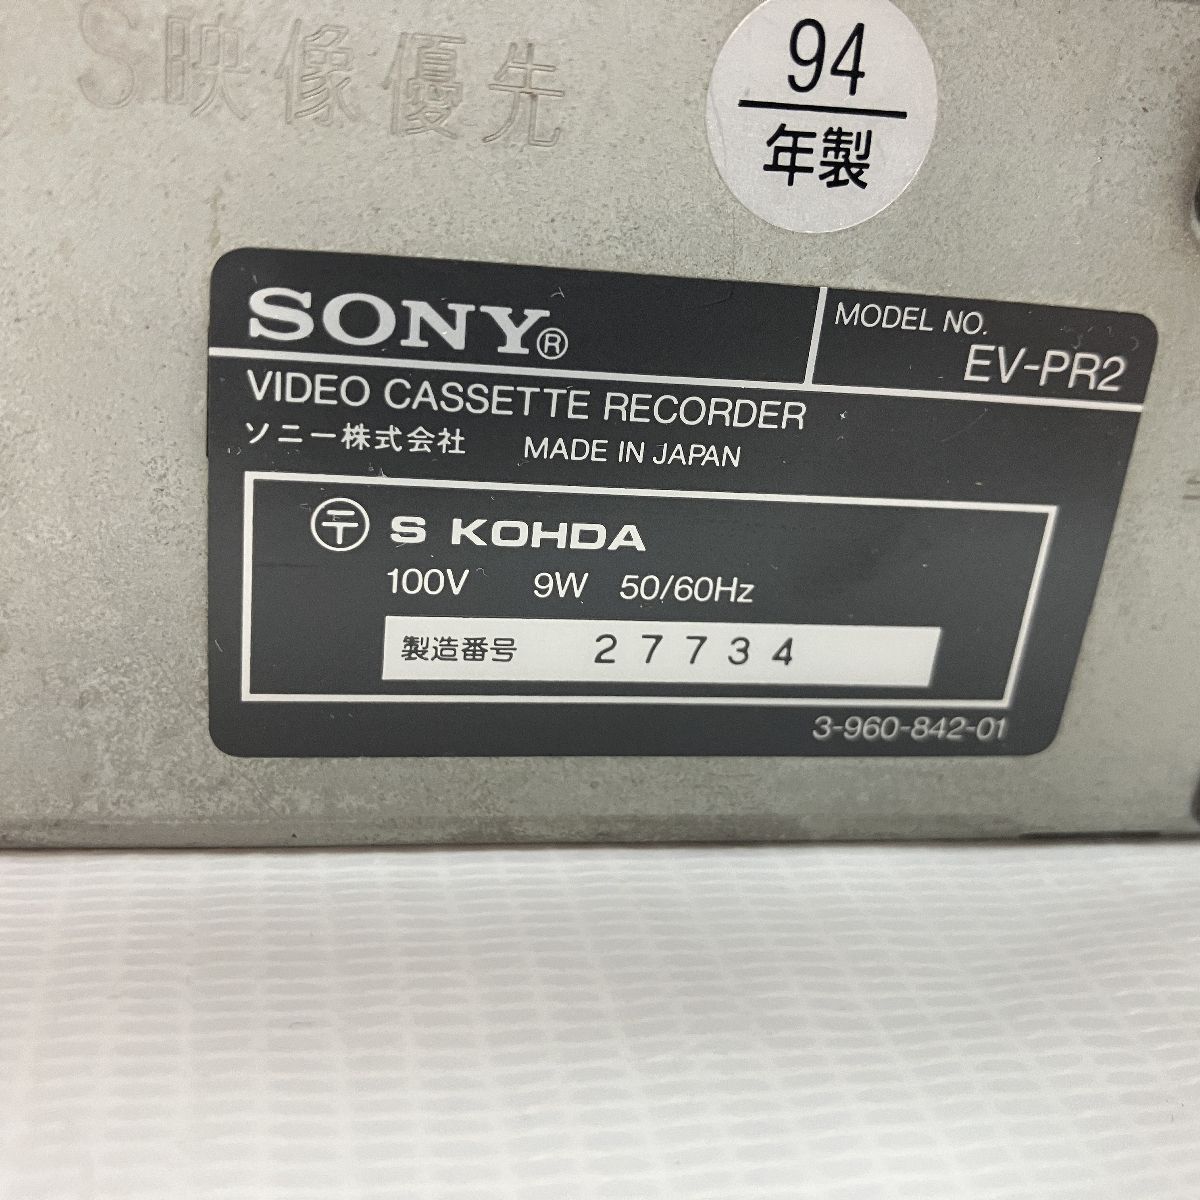 S映像優先
94
年製
SONY®
MODEL NO.
EV-PR2
VIDEO CASSETTE RECORDER
ソニー株式会社 MADE IN JAPAN
〒 S KOHDA
100V 9W 50/60Hz
製造番号 27734
3-960-842-01